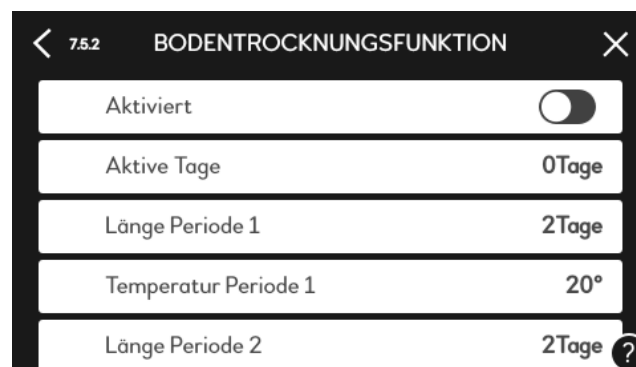 7.5.2 BODENTROCKNUNGSFUNKTION
Aktiviert
Aktive Tage 0Tage
Länge Periode 1 2Tage
Temperatur Periode 1 20°
Länge Periode 2 2Tage ?